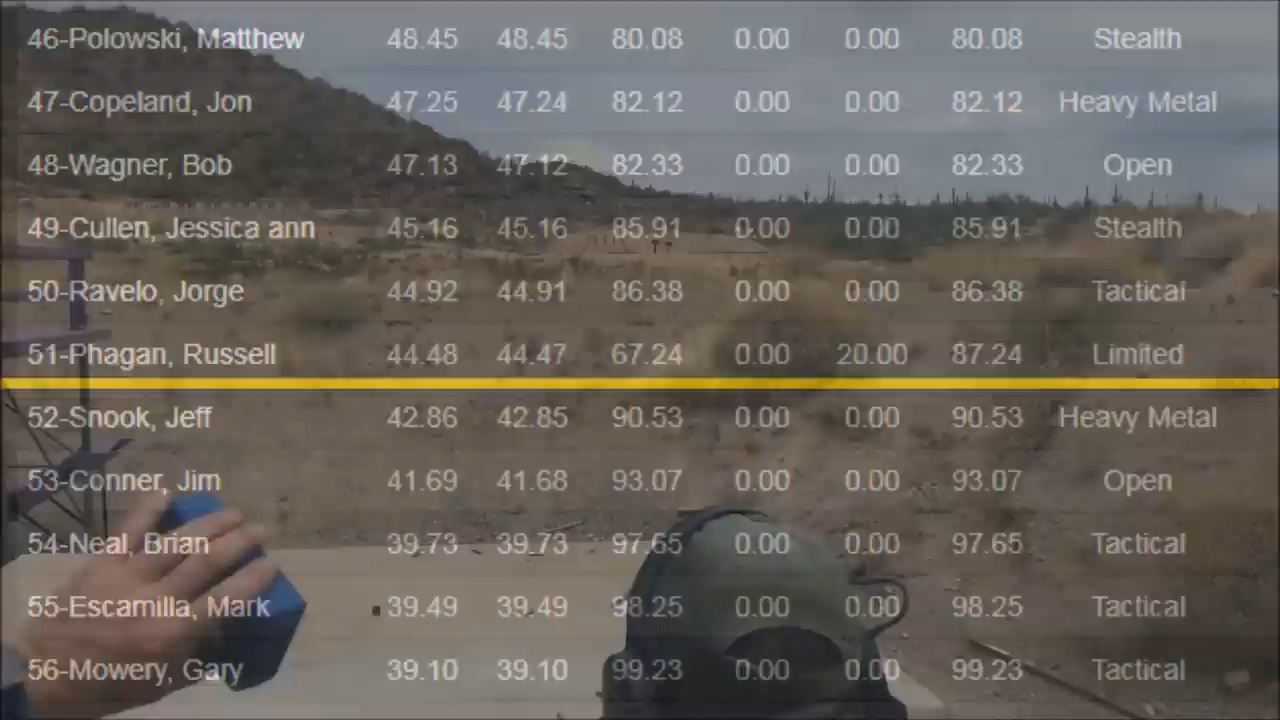 46-Polowski, Matthew 48.45 48.45 80.08 0.00 0.00 80.08 Stealth
47-Copeland, Jon 47.25 47.24 82.12 0.00 0.00 82.12 Heavy Metal
48-Wagner, Bob 47.13 47.12 82.33 0.00 0.00 82.33 Open
49-Cullen, Jessica ann 45.16 45.16 85.91 0.00 0.00 85.91 Stealth
50-Ravelo, Jorge 44.92 44.91 86.38 0.00 0.00 86.38 Tactical
51-Phagan, Russell 44.48 44.47 67.24 0.00 20.00 87.24 Limited
52-Snook, Jeff 42.86 42.85 90.53 0.00 0.00 90.53 Heavy Metal
53-Conner, Jim 41.69 41.68 93.07 0.00 0.00 93.07 Open
54-Neal, Brian 39.73 39.73 97.65 0.00 0.00 97.65 Tactical
55-Escamilla, Mark 39.49 39.49 98.25 0.00 0.00 98.25 Tactical
56-Mowery, Gary 39.10 39.10 99.23 0.00 0.00 99.23 Tactical